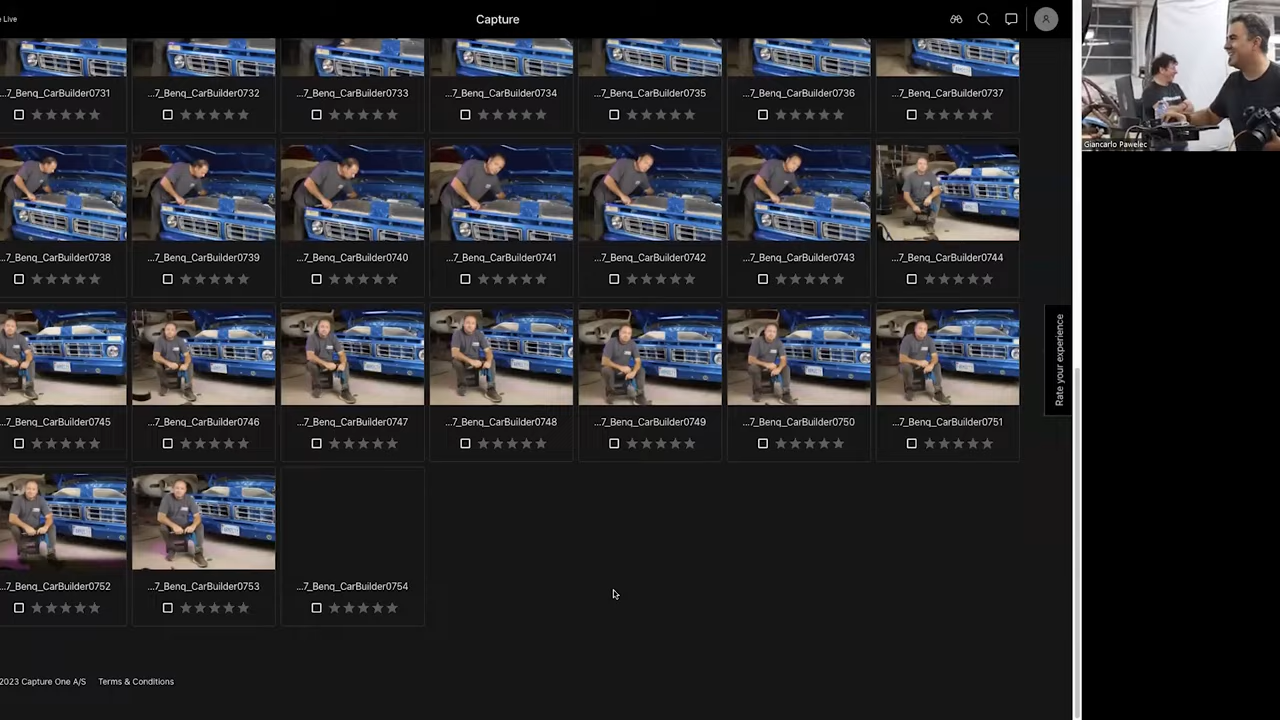 Live
Capture
...7_Benq_CarBuilder0731
...7_Benq_CarBuilder0732
...7_Benq_CarBuilder0733
...7_Benq_CarBuilder0734
...7_Benq_CarBuilder0735
...7_Benq_CarBuilder0736
...7_Benq_CarBuilder0737
Giancarlo Pawelec
...7_Benq_CarBuilder0738
...7_Benq_CarBuilder0739
...7_Benq_CarBuilder0740
...7_Benq_CarBuilder0741
...7_Benq_CarBuilder0742
...7_Benq_CarBuilder0743
...7_Benq_CarBuilder0744
Rate your experience
...7_Benq_CarBuilder0745
...7_Benq_CarBuilder0746
...7_Benq_CarBuilder0747
...7_Benq_CarBuilder0748
...7_Benq_CarBuilder0749
...7_Benq_CarBuilder0750
...7_Benq_CarBuilder0751
...7_Benq_CarBuilder0752
...7_Benq_CarBuilder0753
...7_Benq_CarBuilder0754
2023 Capture One A/S Terms & Conditions